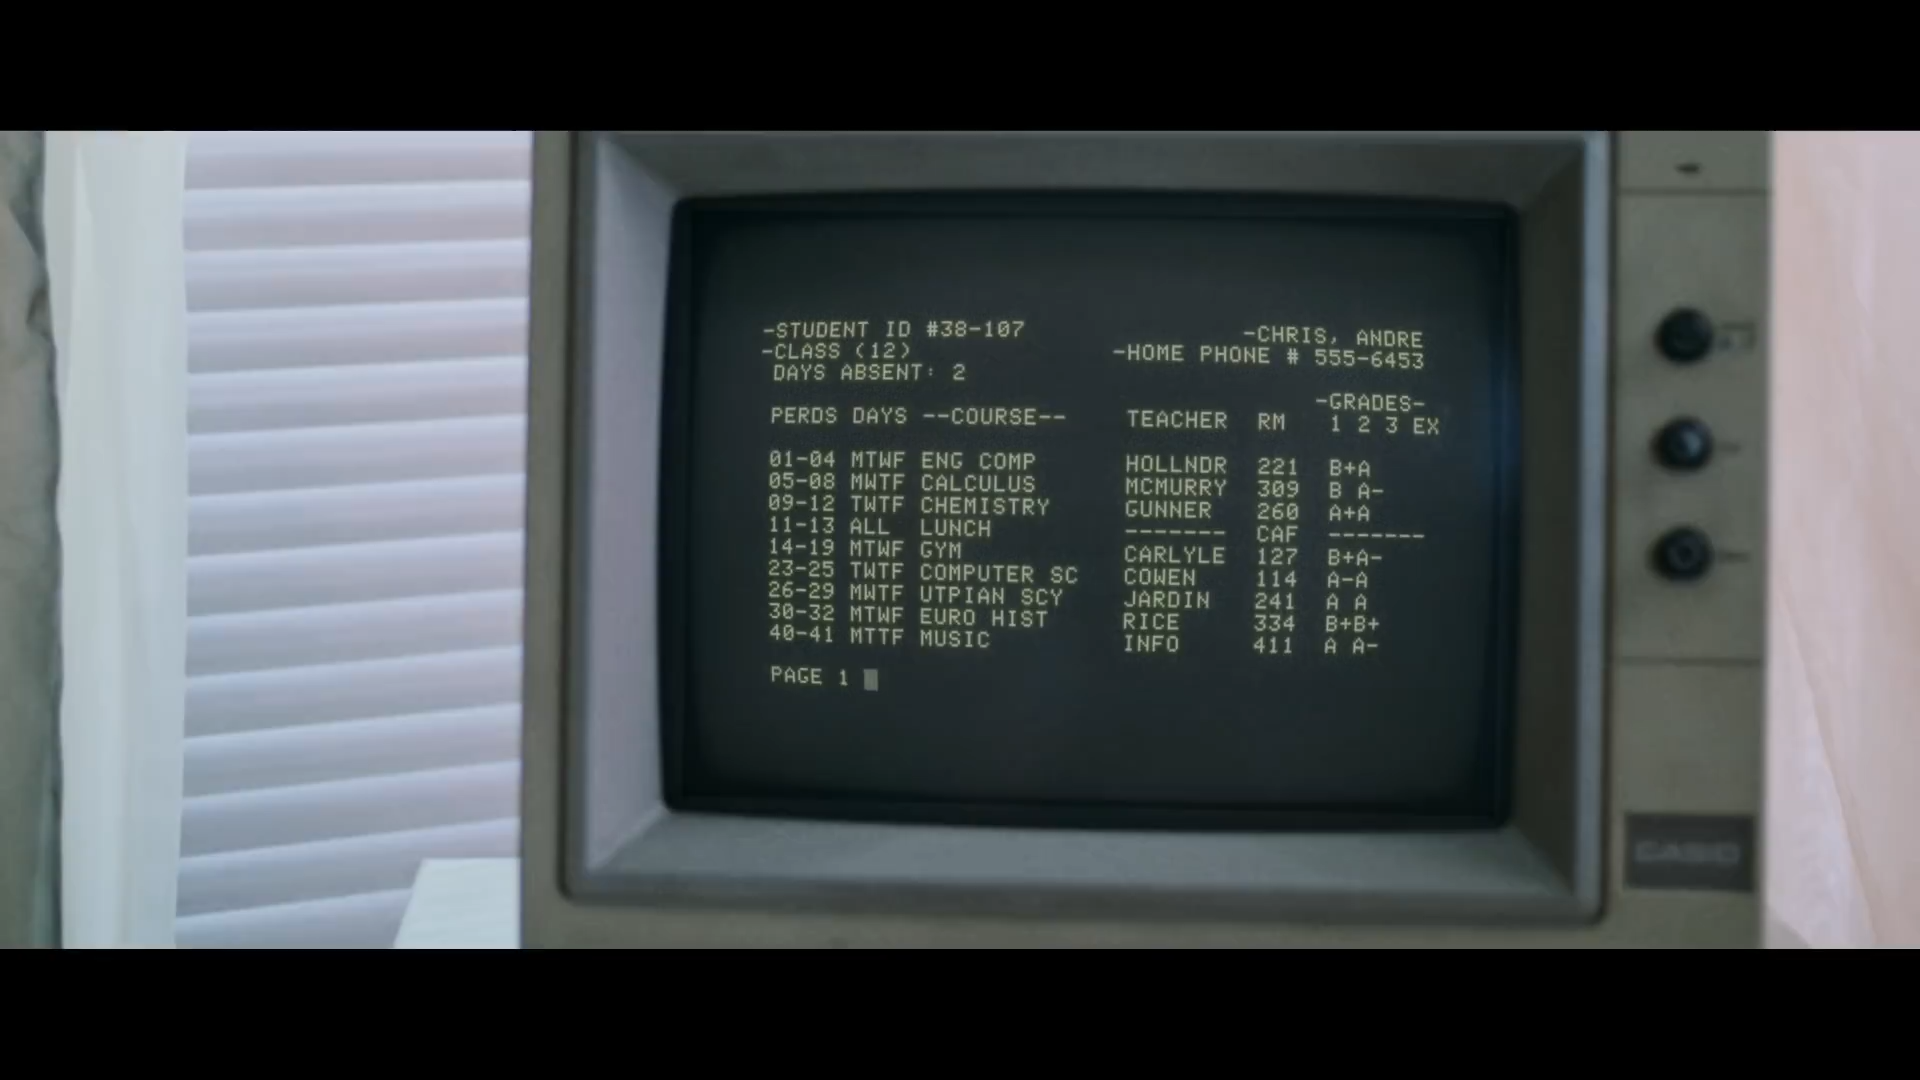 -STUDENT ID #38-107 -CHRIS, ANDRE
-CLASS (12) -HOME PHONE # 555-6453
DAYS ABSENT: 2
-GRADES-
PERDS DAYS --COURSE-- TEACHER RM 1 2 3 EX
01-04 MTWF ENG COMP HOLLNDR 221 B+A
05-08 MWTF CALCULUS MCMURRY 309 B A-
09-12 TWTF CHEMISTRY GUNNER 260 A+A
11-13 ALL LUNCH ------- CAF -------
14-19 MTWF GYM CARLYLE 127 B+A-
23-25 TWTF COMPUTER SC COWEN 114 A-A
26-29 MWTF UTPIAN SCY JARDIN 241 A A
30-32 MTWF EURO HIST RICE 334 B+B+
40-41 MTTF MUSIC INFO 411 A A-
PAGE 1
CASIO